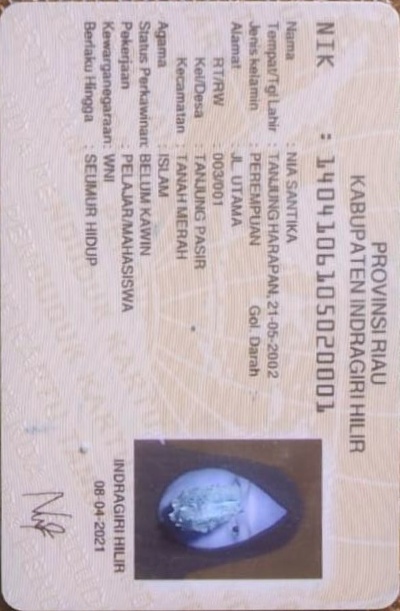 PROVINSI RIAU
KABUPATEN INDRAGIRI HILIR
NIK : 1404106105020001
Nama : NIA SANTIKA
Tempat/Tgl Lahir : TANJUNG HARAPAN, 21-05-2002
Jenis kelamin : PEREMPUAN Gol. Darah
Alamat : JL UTAMA
RT/RW : 003/001
Kel/Desa : TANJUNG PASIR
Kecamatan : TANAH MERAH
Agama : ISLAM
Status Perkawinan: BELUM KAWIN
Pekerjaan : PELAJAR/MAHASISWA
Kewarganegaraan: WNI
Berlaku Hingga : SEUMUR HIDUP
INDRAGIRI HILIR
08-04-2021